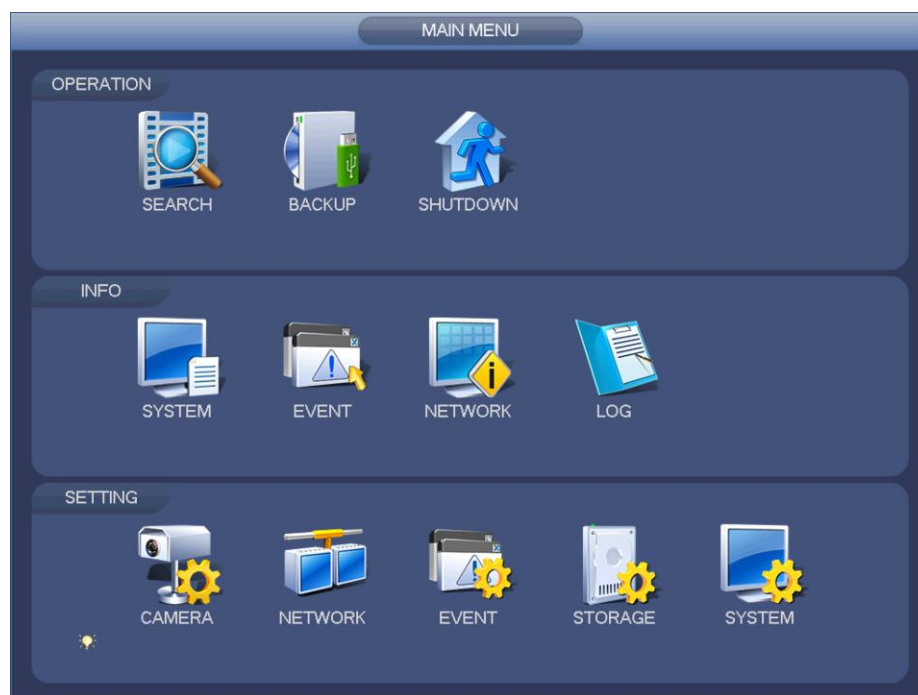 MAIN MENU
OPERATION
SEARCH BACKUP SHUTDOWN
INFO
SYSTEM EVENT NETWORK LOG
SETTING
CAMERA NETWORK EVENT STORAGE SYSTEM